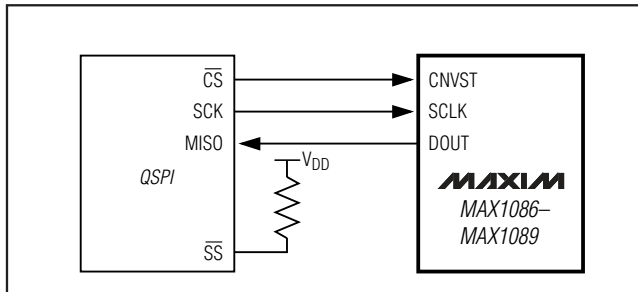 CS
SCK
MISO
QSPI
SS
VDD
CNVST
SCLK
DOUT
MAXIM
MAX1086–
MAX1089